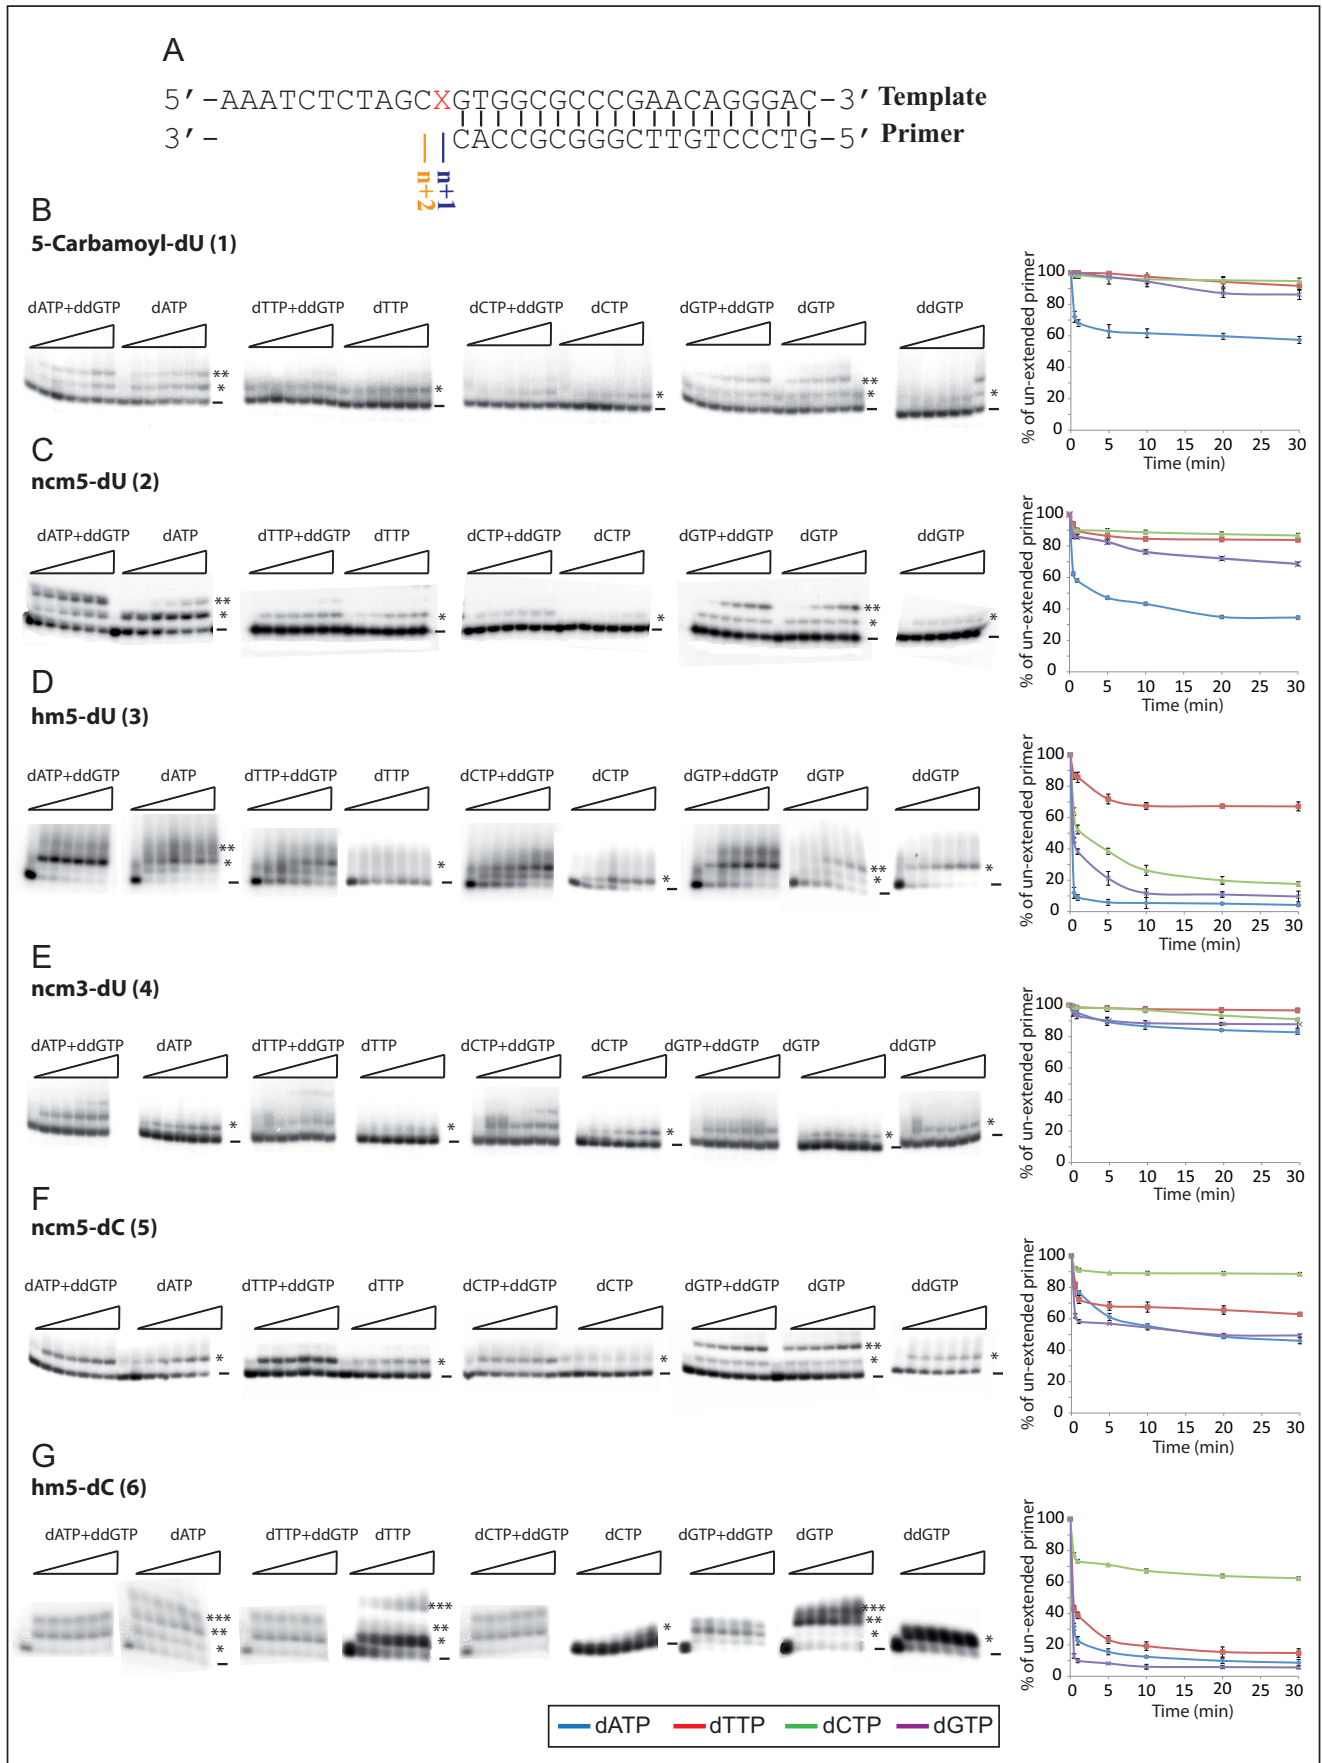 A
5′-AAATCTCTAGCXGTGGCGCCCGAACAGGGAC-3′ Template
3′- CACCGCGGGCTTGTCCCTG-5′ Primer
n+2 n+1
B
5-Carbamoyl-dU (1)
dATP+ddGTP dATP dTTP+ddGTP dTTP dCTP+ddGTP dCTP dGTP+ddGTP dGTP ddGTP
** * – * – * – ** * – * –
% of un-extended primer
100 80 60 40 20 0
0 5 10 15 20 25 30
Time (min)
C
ncm5-dU (2)
dATP+ddGTP dATP dTTP+ddGTP dTTP dCTP+ddGTP dCTP dGTP+ddGTP dGTP ddGTP
** * – * – * – ** * – * –
% of un-extended primer
100 80 60 40 20 0
0 5 10 15 20 25 30
Time (min)
D
hm5-dU (3)
dATP+ddGTP dATP dTTP+ddGTP dTTP dCTP+ddGTP dCTP dGTP+ddGTP dGTP ddGTP
** * – * – * – ** * – * –
% of un-extended primer
100 80 60 40 20 0
0 5 10 15 20 25 30
Time (min)
E
ncm3-dU (4)
dATP+ddGTP dATP dTTP+ddGTP dTTP dCTP+ddGTP dCTP dGTP+ddGTP dGTP ddGTP
* – * – * – * – * –
% of un-extended primer
100 80 60 40 20 0
0 5 10 15 20 25 30
Time (min)
F
ncm5-dC (5)
dATP+ddGTP dATP dTTP+ddGTP dTTP dCTP+ddGTP dCTP dGTP+ddGTP dGTP ddGTP
* – * – * – ** * – * –
% of un-extended primer
100 80 60 40 20 0
0 5 10 15 20 25 30
Time (min)
G
hm5-dC (6)
dATP+ddGTP dATP dTTP+ddGTP dTTP dCTP+ddGTP dCTP dGTP+ddGTP dGTP ddGTP
*** ** * – *** ** * – * – *** ** * – * –
% of un-extended primer
100 80 60 40 20 0
0 5 10 15 20 25 30
Time (min)
dATP dTTP dCTP dGTP